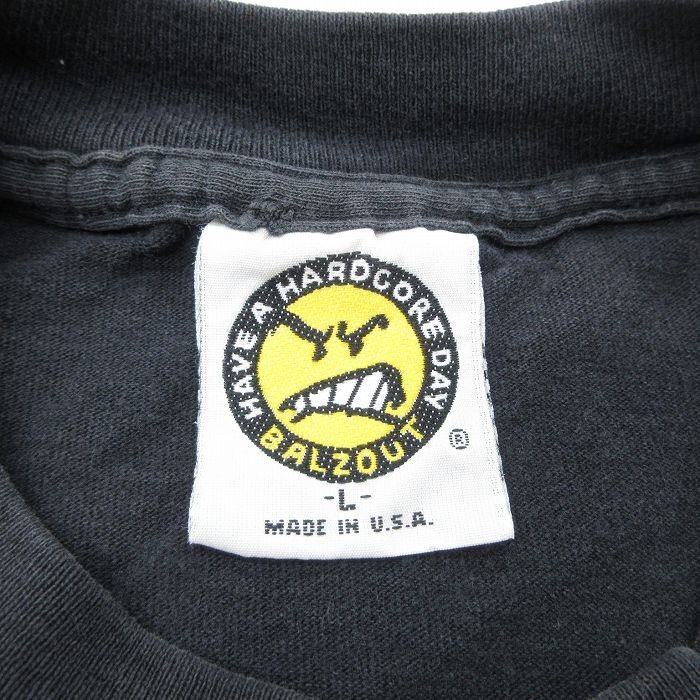 HAVE A HARDCORE DAY
BALZOUT
®
-L-
MADE IN U.S.A.